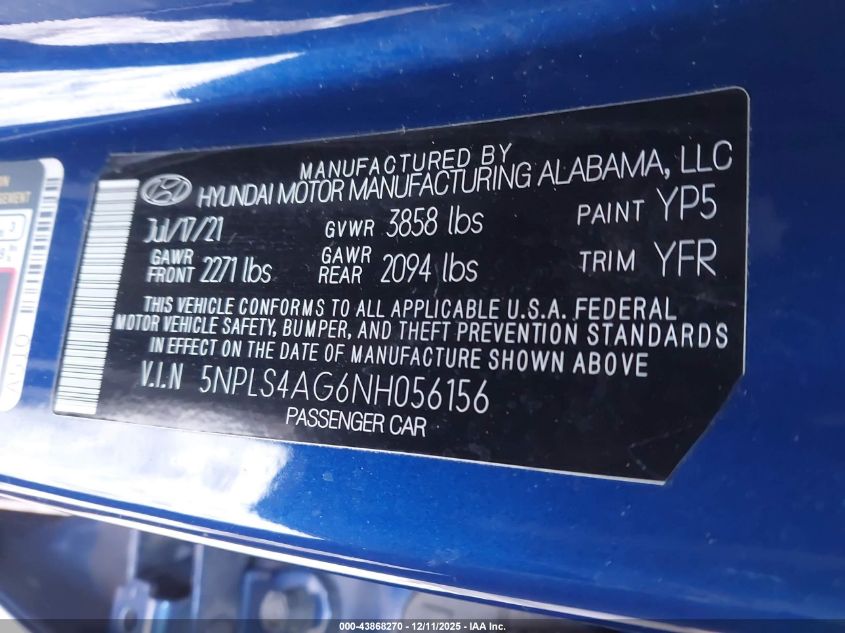 MANUFACTURED BY
HYUNDAI MOTOR MANUFACTURING ALABAMA, LLC
Jul/17/21 GVWR 3858 lbs PAINT YP5
GAWR FRONT 2271 lbs GAWR REAR 2094 lbs TRIM YFR
THIS VEHICLE CONFORMS TO ALL APPLICABLE U.S.A. FEDERAL
MOTOR VEHICLE SAFETY, BUMPER, AND THEFT PREVENTION STANDARDS
IN EFFECT ON THE DATE OF MANUFACTURE SHOWN ABOVE
V.I.N 5NPLS4AG6NH056156
PASSENGER CAR
000-43868270 - 12/11/2025 - IAA Inc.